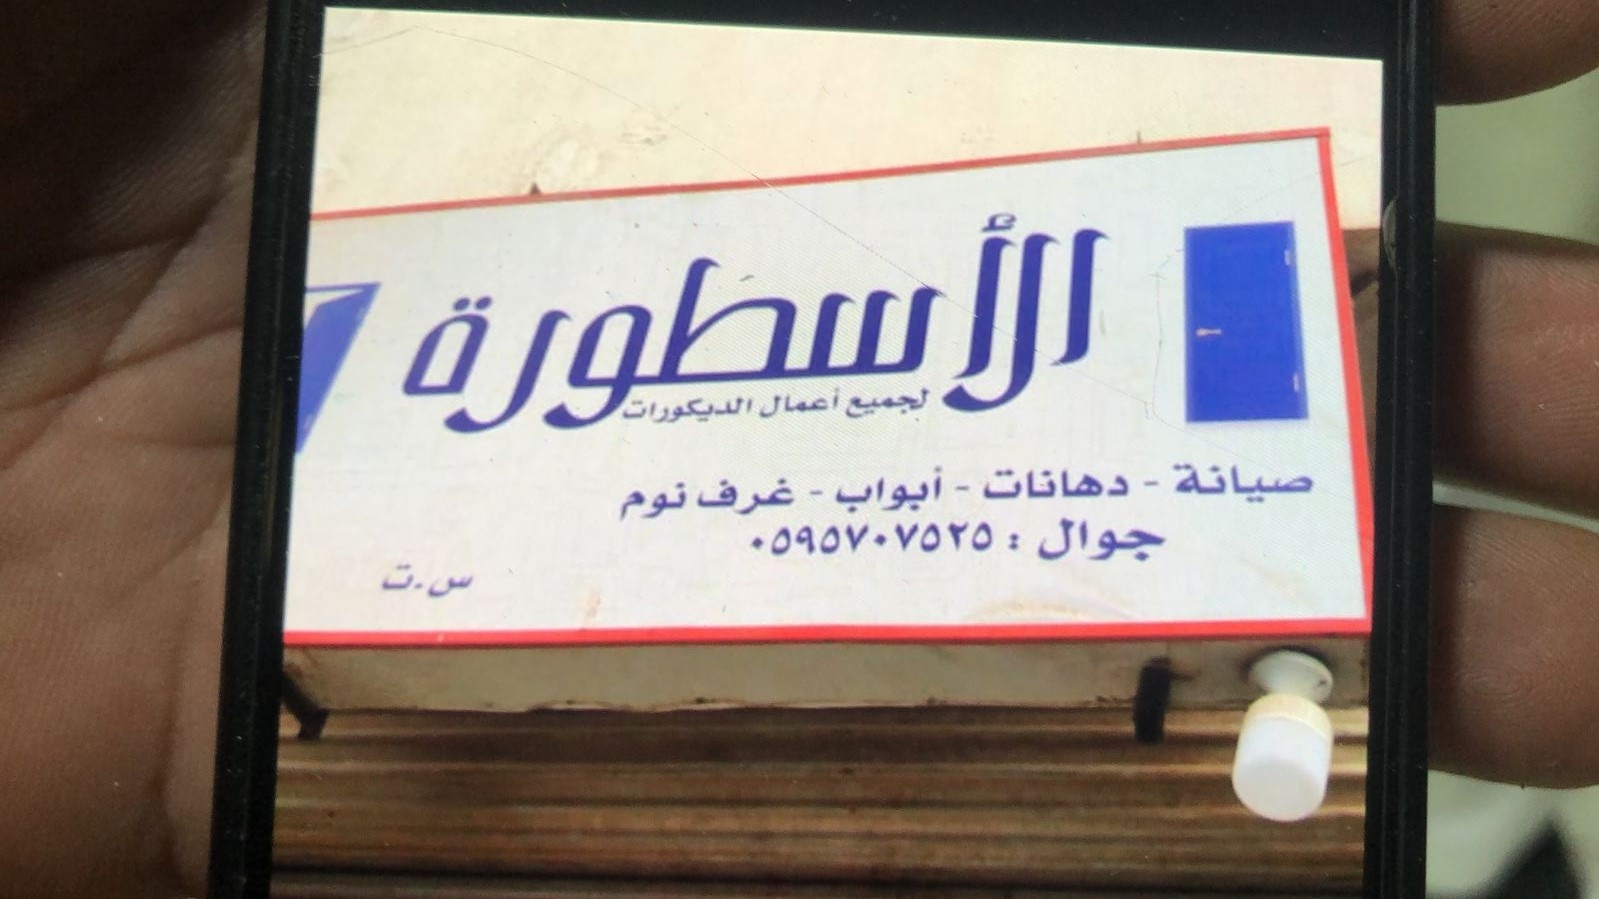 الأسطورة
لجميع أعمال الديكورات
صيانة - دهانات - أبواب - غرف نوم
جوال : ٠٥٩٥٧٠٧٥٢٥
س.ت